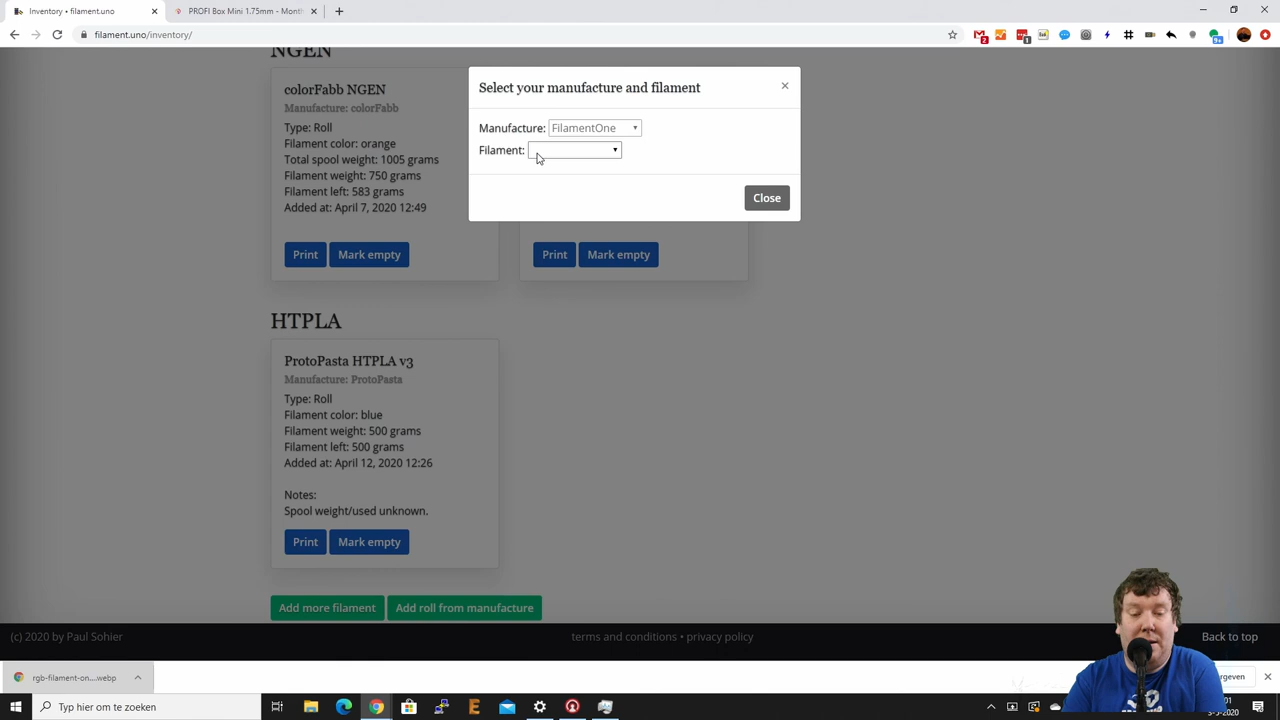 Inventory • filament.uno
PROFI Box Mini 1.75mm - Month
filament.uno/inventory/
NGEN
colorFabb NGEN
Manufacture: colorFabb
Type: Roll
Filament color: orange
Total spool weight: 1005 grams
Filament weight: 750 grams
Filament left: 583 grams
Added at: April 7, 2020 12:49
Print
Mark empty
Select your manufacture and filament
Manufacture: FilamentOne
Filament:
Close
Print
Mark empty
HTPLA
ProtoPasta HTPLA v3
Manufacture: ProtoPasta
Type: Roll
Filament color: blue
Filament weight: 500 grams
Filament left: 500 grams
Added at: April 12, 2020 12:26
Notes:
Spool weight/used unknown.
Print
Mark empty
Add more filament
Add roll from manufacture
(c) 2020 by Paul Sohier
terms and conditions • privacy policy
Back to top
rgb-filament-on....webp
Typ hier om te zoeken